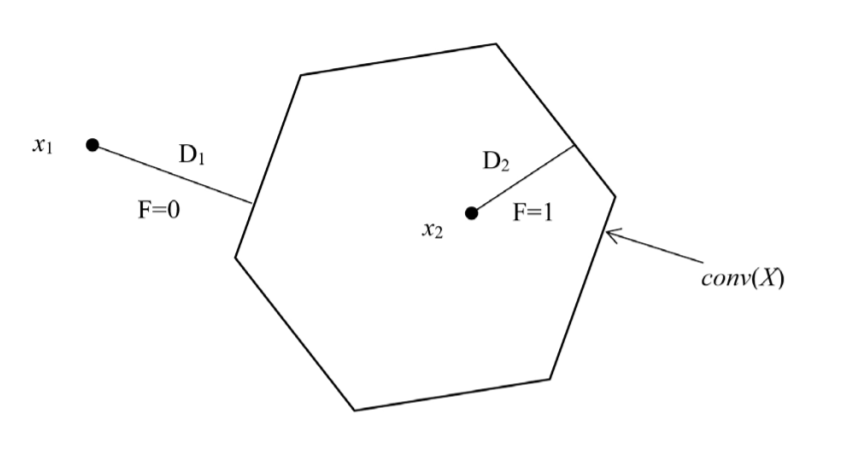 x₁
D₁
F=0
D₂
F=1
x₂
conv(X)